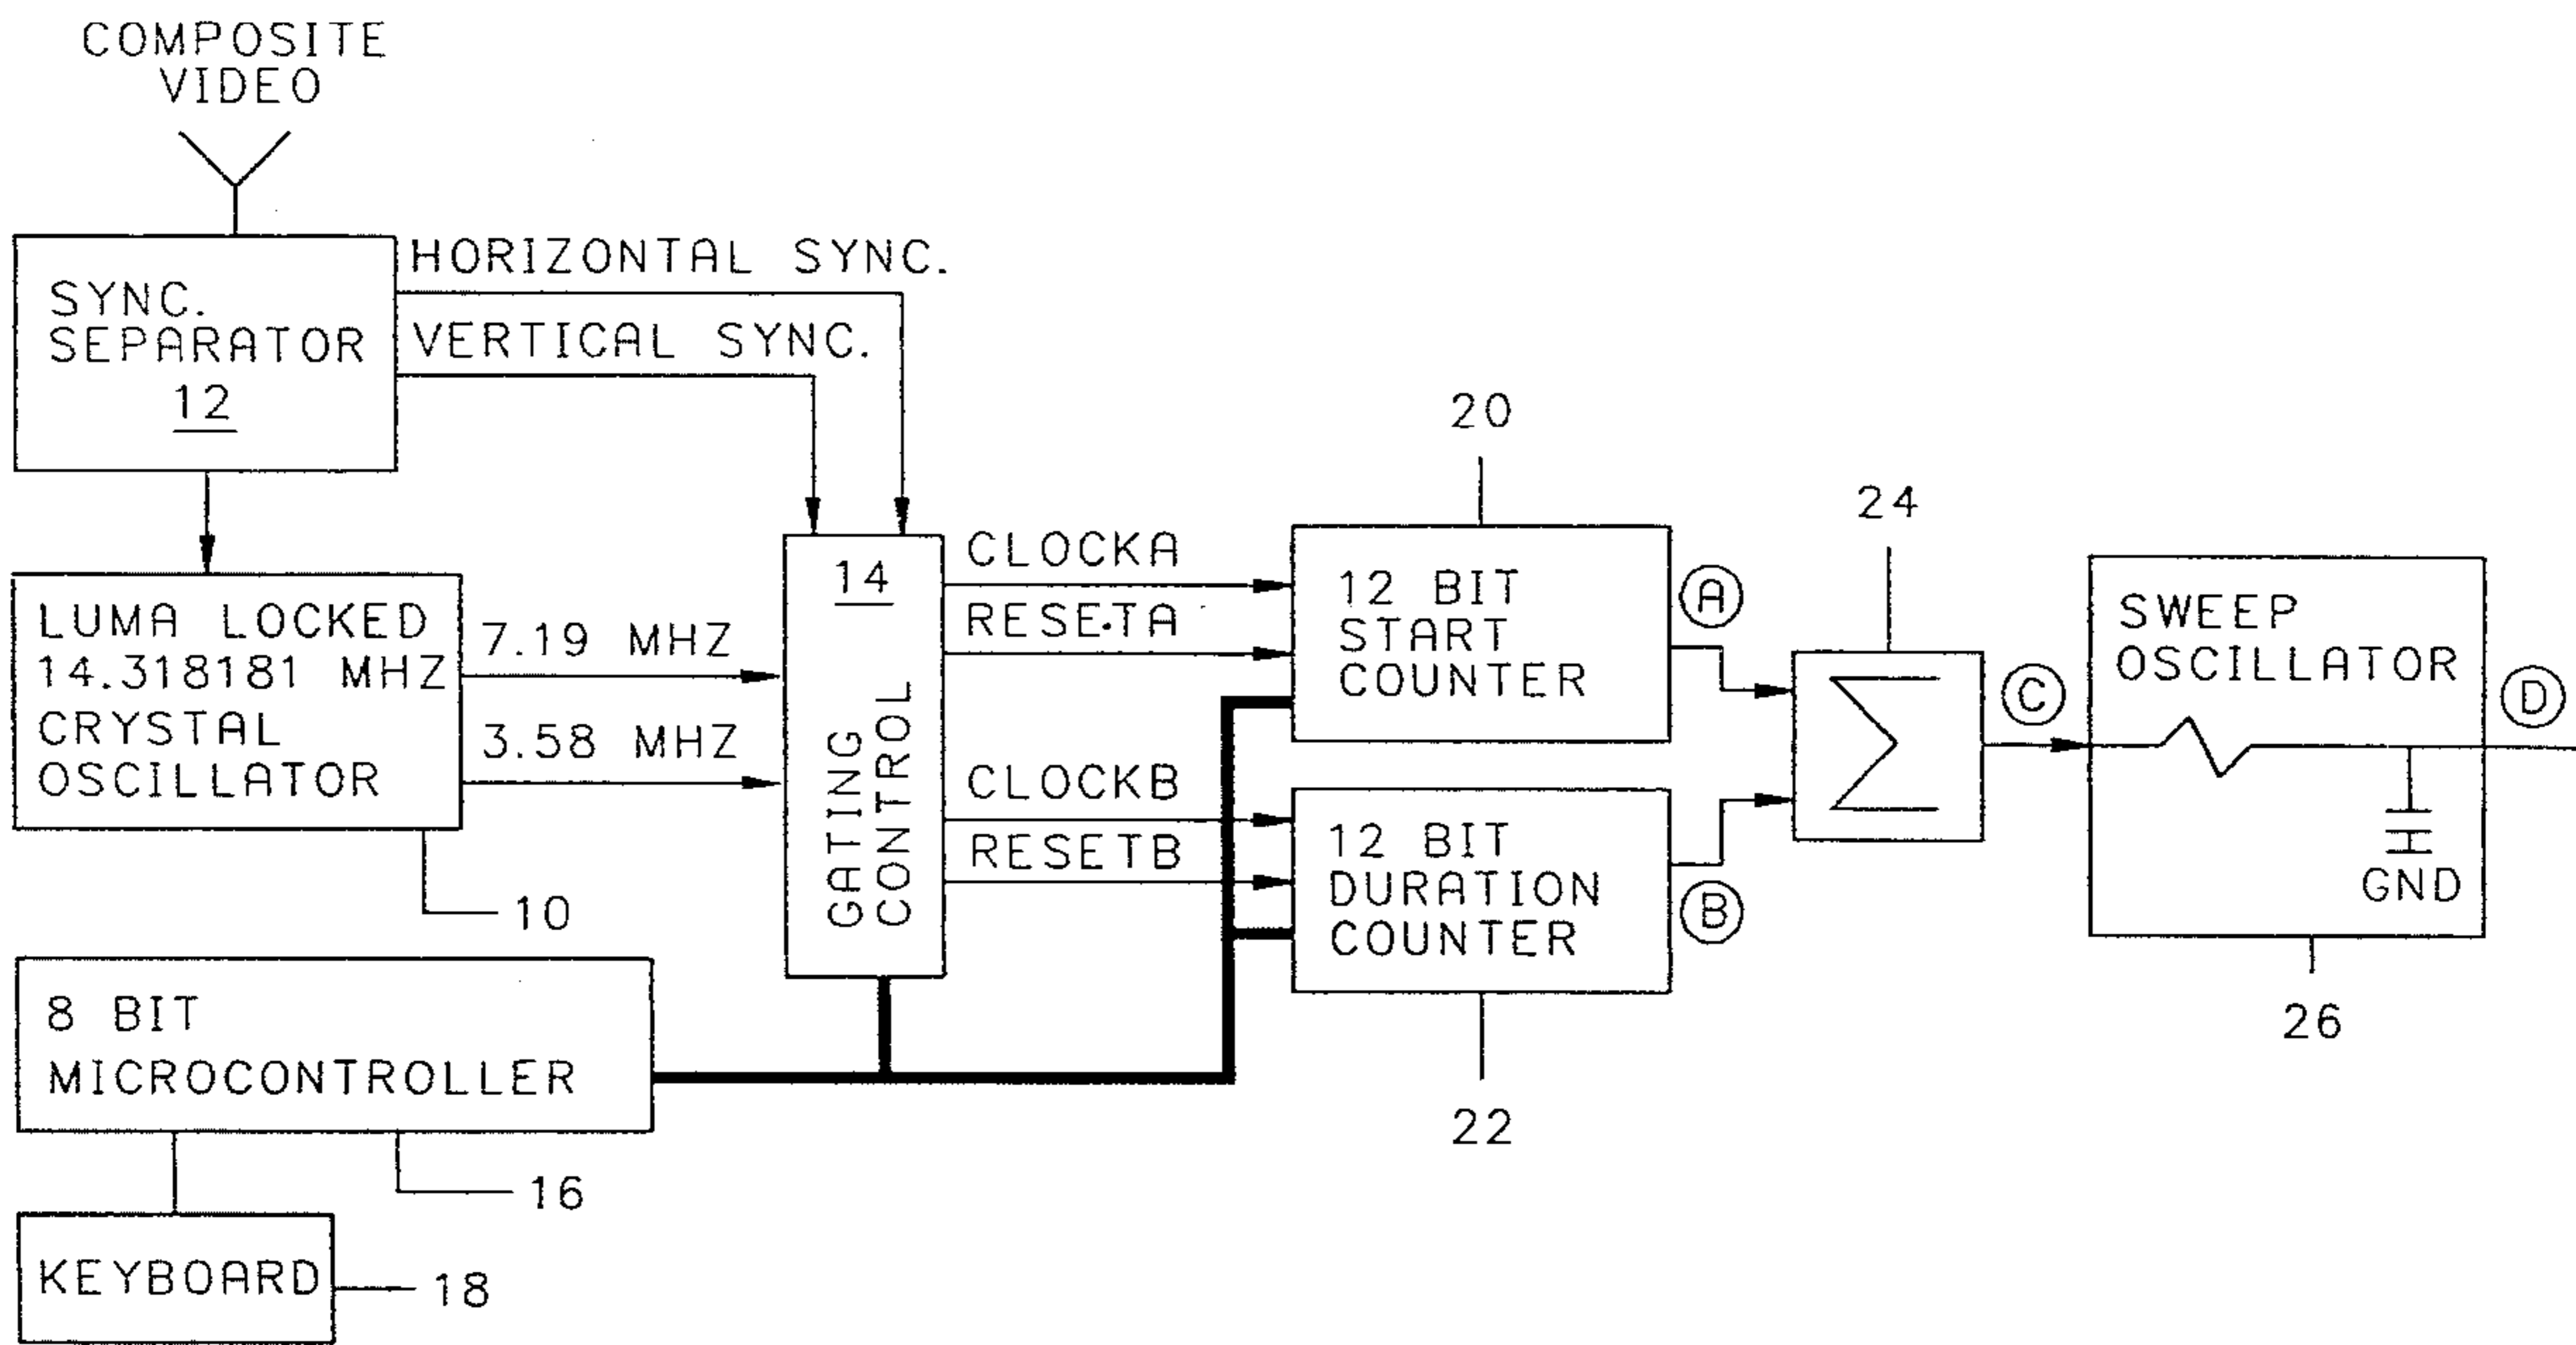 COMPOSITE
VIDEO
HORIZONTAL SYNC.
SYNC.
SEPARATOR
12
VERTICAL SYNC.
LUMA LOCKED
14.318181 MHZ
CRYSTAL
OSCILLATOR
7.19 MHZ
3.58 MHZ
10
14
GATING
CONTROL
CLOCKA
RESETA
CLOCKB
RESETB
20
12 BIT
START
COUNTER
A
12 BIT
DURATION
COUNTER
B
22
24
C
SWEEP
OSCILLATOR
GND
D
26
8 BIT
MICROCONTROLLER
16
KEYBOARD
18